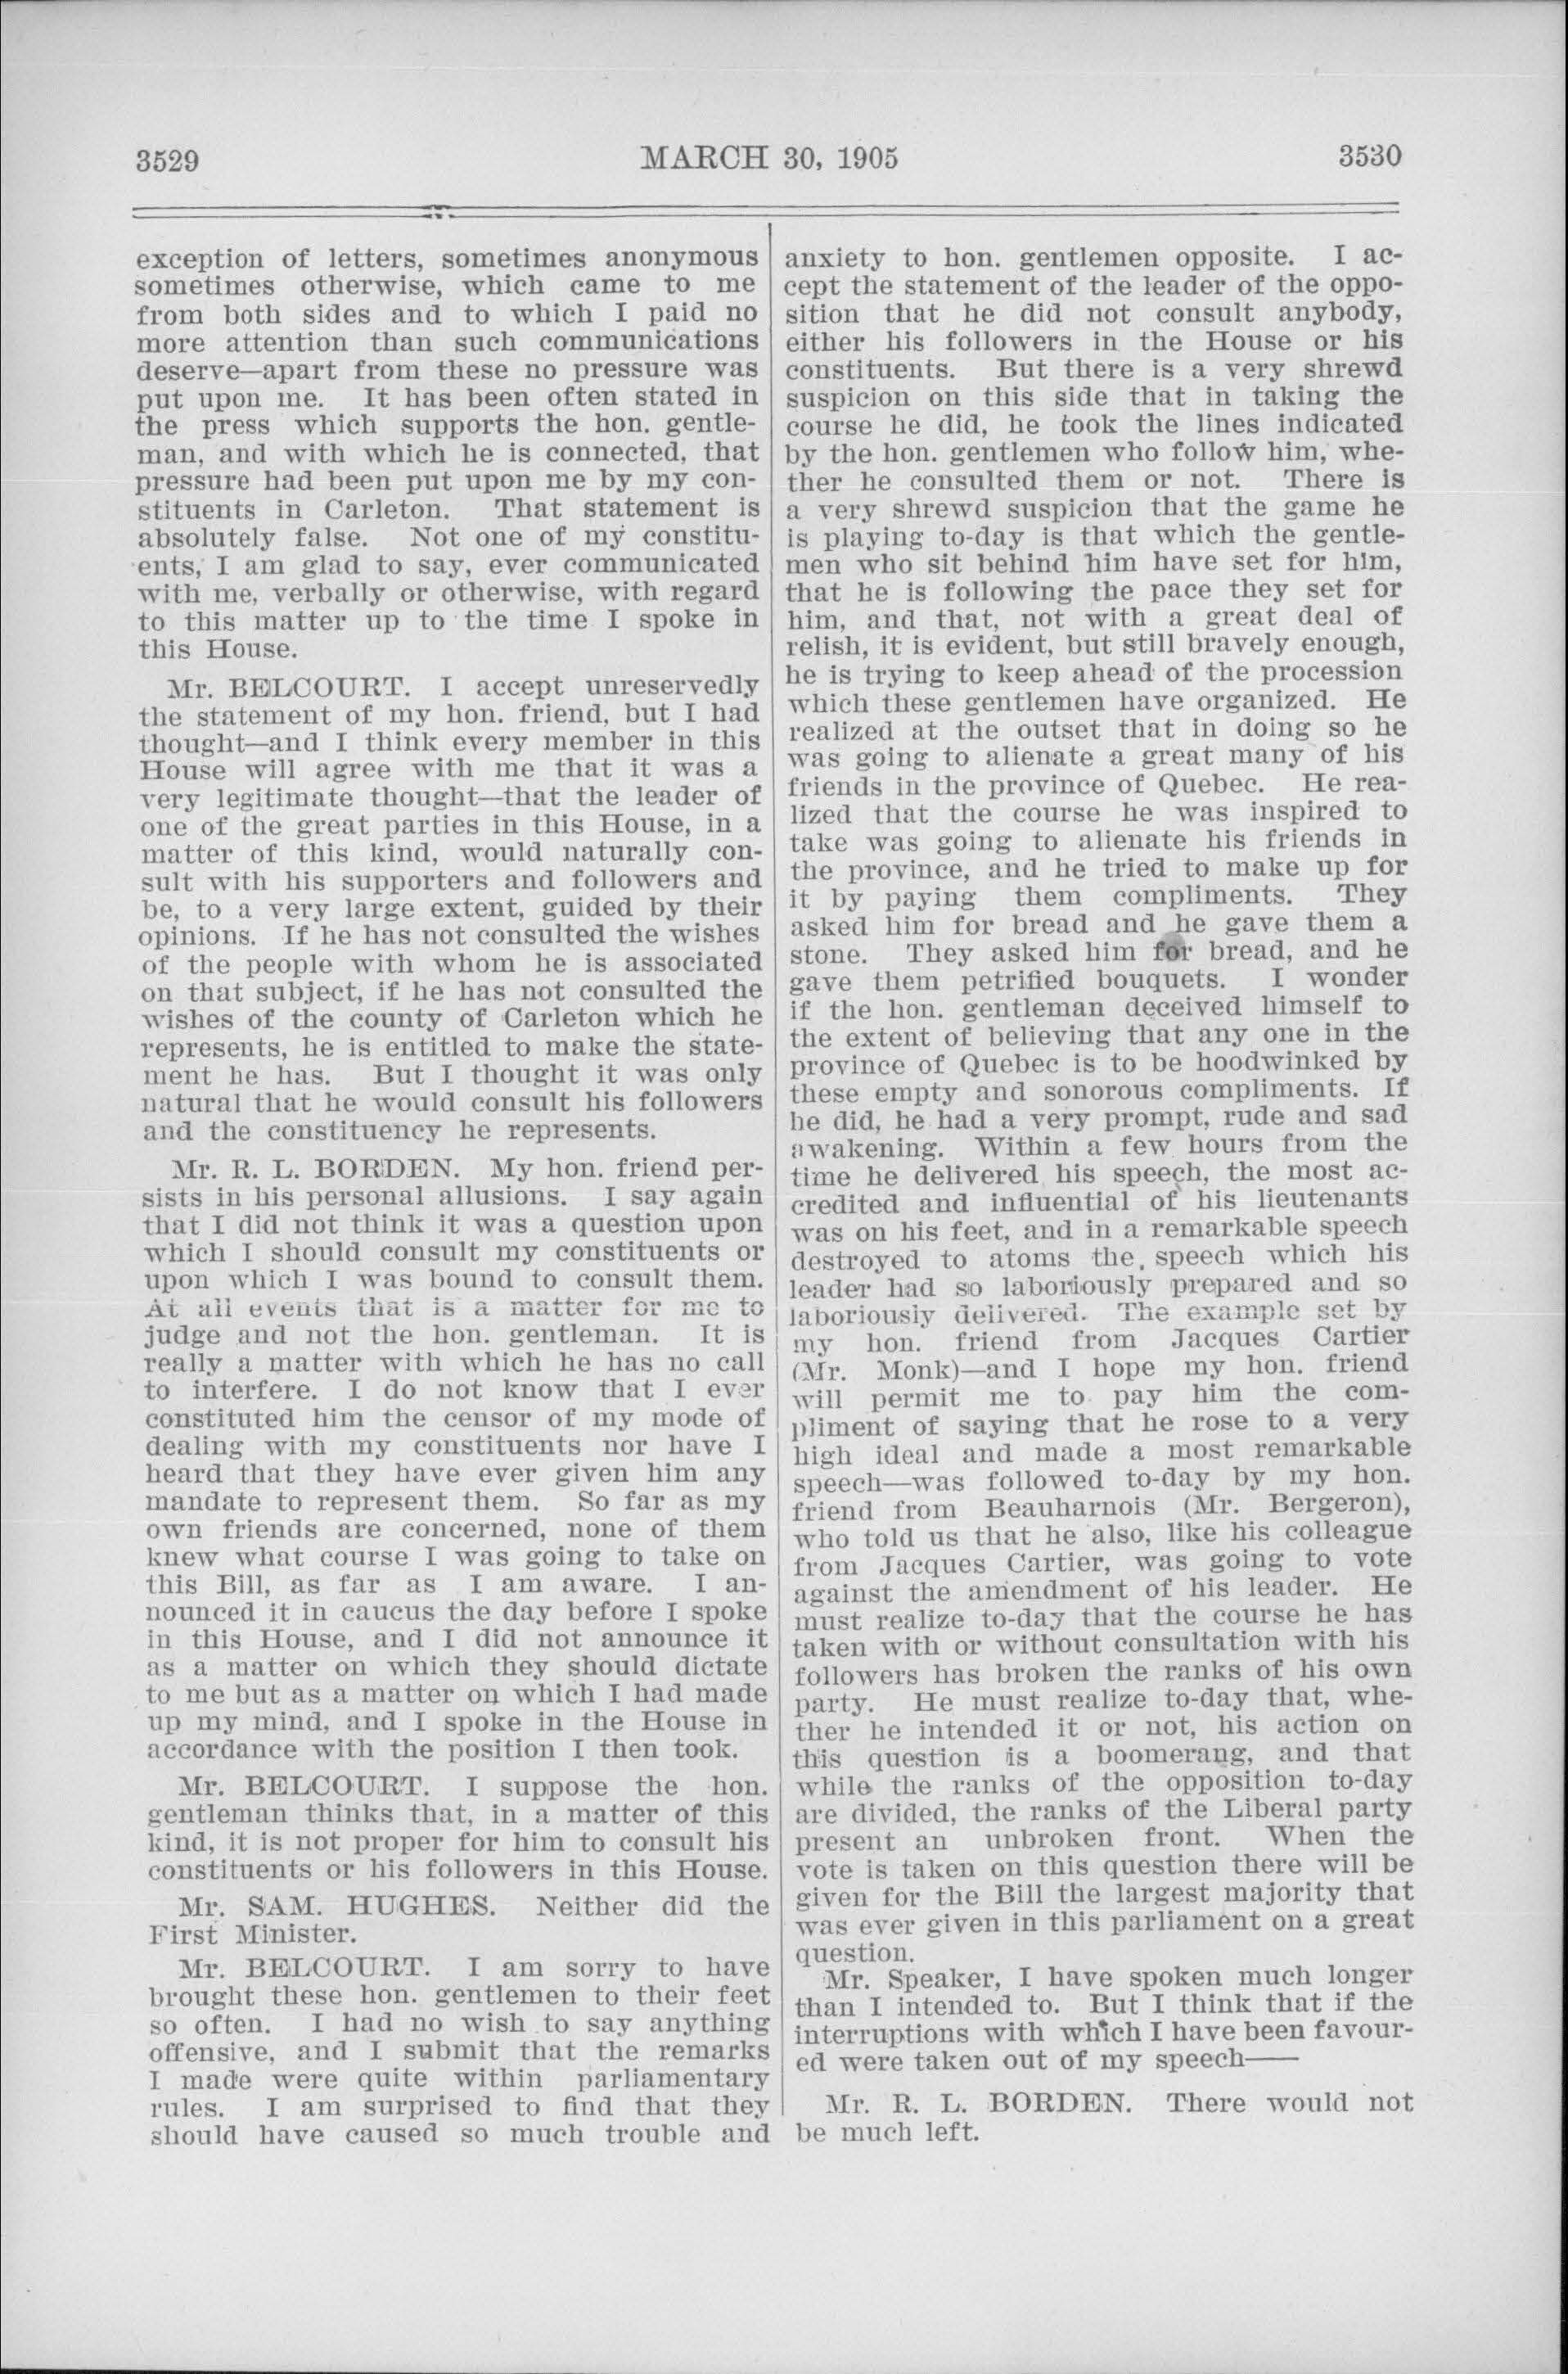 3529
MARCH 30, 1905
3530
exception of letters, sometimes anonymous
sometimes otherwise, which came to me
from both sides and to which I paid no
more attention than such communications
deserve—apart from these no pressure was
put upon me. It has been often stated in
the press which supports the hon. gentle-
man, and with which he is connected, that
pressure had been put upon me by my con-
stituents in Carleton. That statement is
absolutely false. Not one of my constitu-
ents, I am glad to say, ever communicated
with me, verbally or otherwise, with regard
to this matter up to the time I spoke in
this House.
Mr. BELCOURT. I accept unreservedly
the statement of my hon. friend, but I had
thought—and I think every member in this
House will agree with me that it was a
very legitimate thought—that the leader of
one of the great parties in this House, in a
matter of this kind, would naturally con-
sult with his supporters and followers and
be, to a very large extent, guided by their
opinions. If he has not consulted the wishes
of the people with whom he is associated
on that subject, if he has not consulted the
wishes of the county of Carleton which he
represents, he is entitled to make the state-
ment he has. But I thought it was only
natural that he would consult his followers
and the constituency he represents.
Mr. R. L. BORDEN. My hon. friend per-
sists in his personal allusions. I say again
that I did not think it was a question upon
which I should consult my constituents or
upon which I was bound to consult them.
At all events that is a matter for me to
judge and not the hon. gentleman. It is
really a matter with which he has no call
to interfere. I do not know that I ever
constituted him the censor of my mode of
dealing with my constituents nor have I
heard that they have ever given him any
mandate to represent them. So far as my
own friends are concerned, none of them
knew what course I was going to take on
this Bill, as far as I am aware. I an-
nounced it in caucus the day before I spoke
in this House, and I did not announce it
as a matter on which they should dictate
to me but as a matter on which I had made
up my mind, and I spoke in the House in
accordance with the position I then took.
Mr. BELCOURT. I suppose the hon.
gentleman thinks that, in a matter of this
kind, it is not proper for him to consult his
constituents or his followers in this House.
Mr. SAM. HUGHES. Neither did the
First Minister.
Mr. BELCOURT. I am sorry to have
brought these hon. gentlemen to their feet
so often. I had no wish to say anything
offensive, and I submit that the remarks
I made were quite within parliamentary
rules. I am surprised to find that they
should have caused so much trouble and
anxiety to hon. gentlemen opposite. I ac-
cept the statement of the leader of the oppo-
sition that he did not consult anybody,
either his followers in the House or his
constituents. But there is a very shrewd
suspicion on this side that in taking the
course he did, he took the lines indicated
by the hon. gentlemen who follow him, whe-
ther he consulted them or not. There is
a very shrewd suspicion that the game he
is playing to-day is that which the gentle-
men who sit behind him have set for him,
that he is following the pace they set for
him, and that, not with a great deal of
relish, it is evident, but still bravely enough,
he is trying to keep ahead of the procession
which these gentlemen have organized. He
realized at the outset that in doing so he
was going to alienate a great many of his
friends in the province of Quebec. He rea-
lized that the course he was inspired to
take was going to alienate his friends in
the province, and he tried to make up for
it by paying them compliments. They
asked him for bread and he gave them a
stone. They asked him for bread, and he
gave them petrified bouquets. I wonder
if the hon. gentleman deceived himself to
the extent of believing that any one in the
province of Quebec is to be hoodwinked by
these empty and sonorous compliments. If
he did, he had a very prompt, rude and sad
awakening. Within a few hours from the
time he delivered his speech, the most ac-
credited and influential of his lieutenants
was on his feet, and in a remarkable speech
destroyed to atoms the speech which his
leader had so laboriously prepared and so
laboriously delivered. The example set by
my hon. friend from Jacques Cartier
(Mr. Monk)—and I hope my hon. friend
will permit me to pay him the com-
pliment of saying that he rose to a very
high ideal and made a most remarkable
speech—was followed to-day by my hon.
friend from Beauharnois (Mr. Bergeron),
who told us that he also, like his colleague
from Jacques Cartier, was going to vote
against the amendment of his leader. He
must realize to-day that the course he has
taken with or without consultation with his
followers has broken the ranks of his own
party. He must realize to-day that, whe-
ther he intended it or not, his action on
this question is a boomerang, and that
while the ranks of the opposition to-day
are divided, the ranks of the Liberal party
present an unbroken front. When the
vote is taken on this question there will be
given for the Bill the largest majority that
was ever given in this parliament on a great
question.
Mr. Speaker, I have spoken much longer
than I intended to. But I think that if the
interruptions with which I have been favour-
ed were taken out of my speech——
Mr. R. L. BORDEN. There would not
be much left.